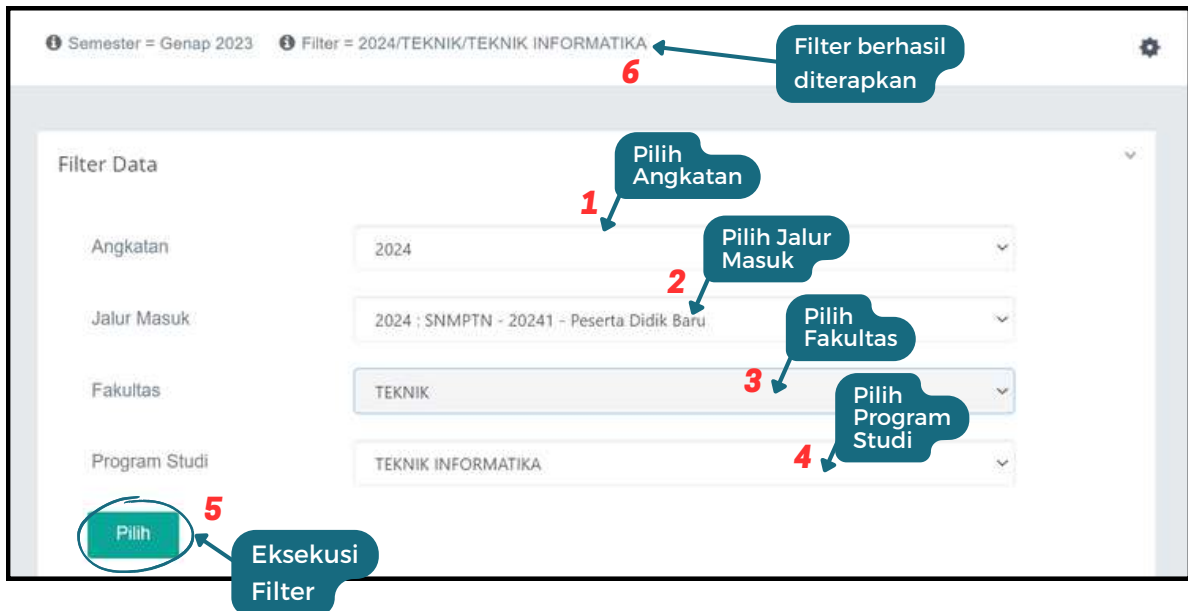 Semester = Genap 2023 Filter = 2024/TEKNIK/TEKNIK INFORMATIKA
6
Filter berhasil
diterapkan
Filter Data
Pilih
Angkatan
1
Angkatan
2024
Pilih Jalur
Masuk
2
Jalur Masuk
2024 : SNMPTN - 20241 - Peserta Didik Baru
Pilih
Fakultas
3
Fakultas
TEKNIK
Pilih
Program
Studi
4
Program Studi
TEKNIK INFORMATIKA
5
Pilih
Eksekusi
Filter